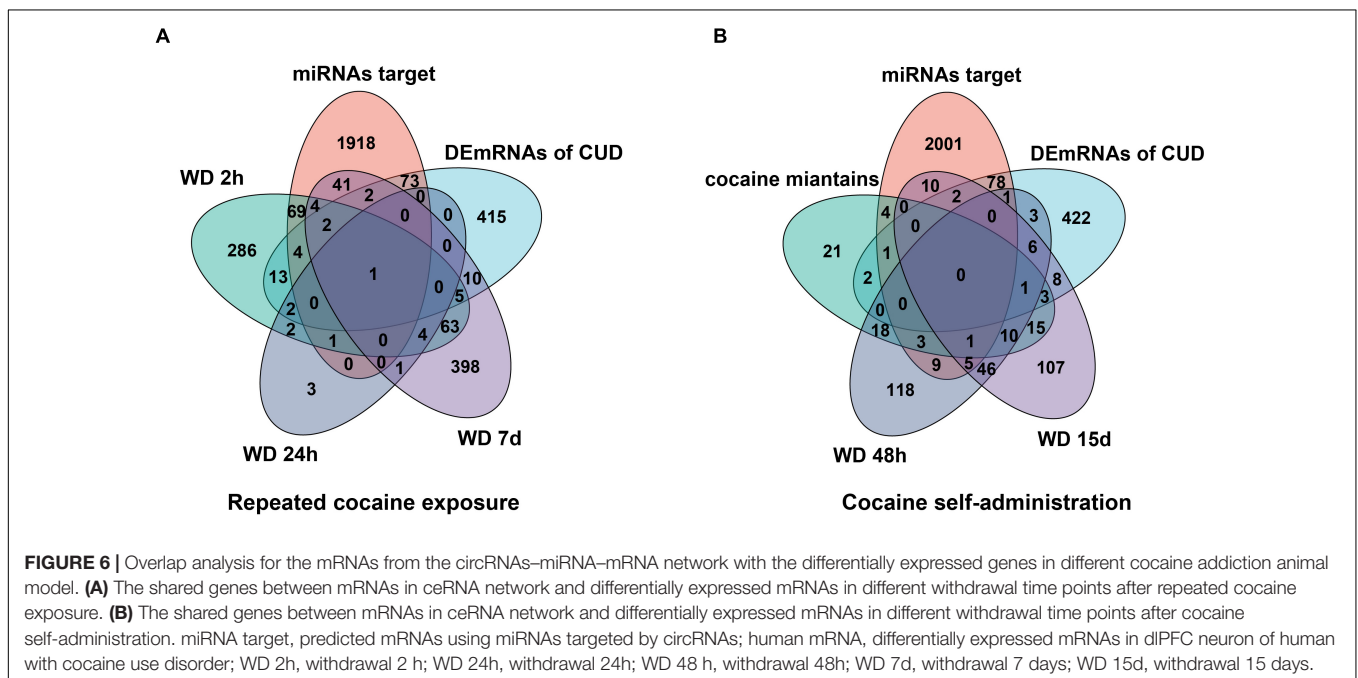 A
B
miRNAs target
miRNAs target
1918
2001
DEmRNAs of CUD
DEmRNAs of CUD
WD 2h
cocaine miantains
41 2 73 0
10 2 78 1
69 4 2 0 0 415
4 0 0 0 3 422
286 4 0
21 1 6
13 1 0 10 5
2 0 1 8 3
2 0
0 0
2 1 0 4 63
18 3 1 10 15
0 0 1 398
9 5 46 107
3
118
WD 7d
WD 15d
WD 24h
WD 48h
Repeated cocaine exposure
Cocaine self-administration
FIGURE 6 | Overlap analysis for the mRNAs from the circRNAs–miRNA–mRNA network with the differentially expressed genes in different cocaine addiction animal
model. (A) The shared genes between mRNAs in ceRNA network and differentially expressed mRNAs in different withdrawal time points after repeated cocaine
exposure. (B) The shared genes between mRNAs in ceRNA network and differentially expressed mRNAs in different withdrawal time points after cocaine
self-administration. miRNA target, predicted mRNAs using miRNAs targeted by circRNAs; human mRNA, differentially expressed mRNAs in dlPFC neuron of human
with cocaine use disorder; WD 2h, withdrawal 2 h; WD 24h, withdrawal 24h; WD 48 h, withdrawal 48h; WD 7d, withdrawal 7 days; WD 15d, withdrawal 15 days.